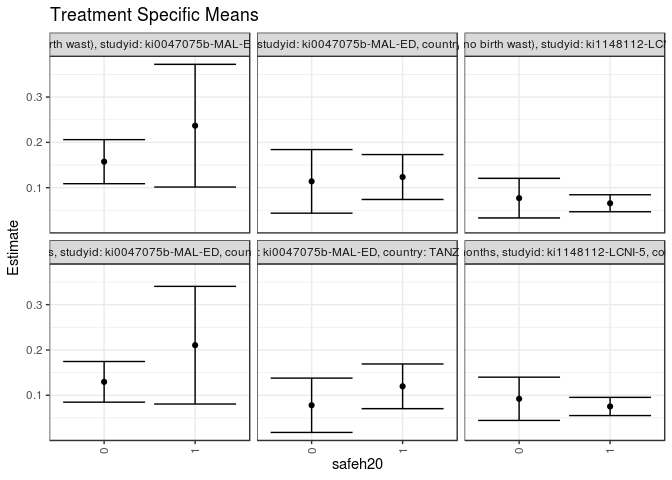 Treatment Specific Means
rth wast), studyid: ki0047075b-MAL-E
studyid: ki0047075b-MAL-ED, country
no birth wast), studyid: ki1148112-LC
0.3
0.2
0.1
s, studyid: ki0047075b-MAL-ED, coun
: ki0047075b-MAL-ED, country: TANZ
onths, studyid: ki1148112-LCNI-5, co
0.3
0.2
0.1
Estimate
0 1 0 1 0 1
safeh20